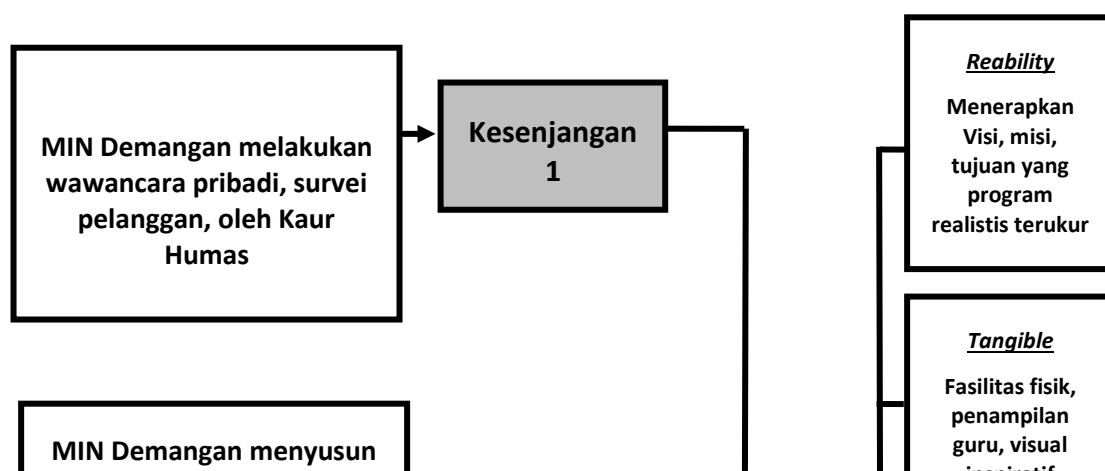 MIN Demangan melakukan
wawancara pribadi, survei
pelanggan, oleh Kaur
Humas
Kesenjangan
1
Reability
Menerapkan
Visi, misi,
tujuan yang
program
realistis terukur
Tangible
Fasilitas fisik,
penampilan
guru, visual
MIN Demangan menyusun